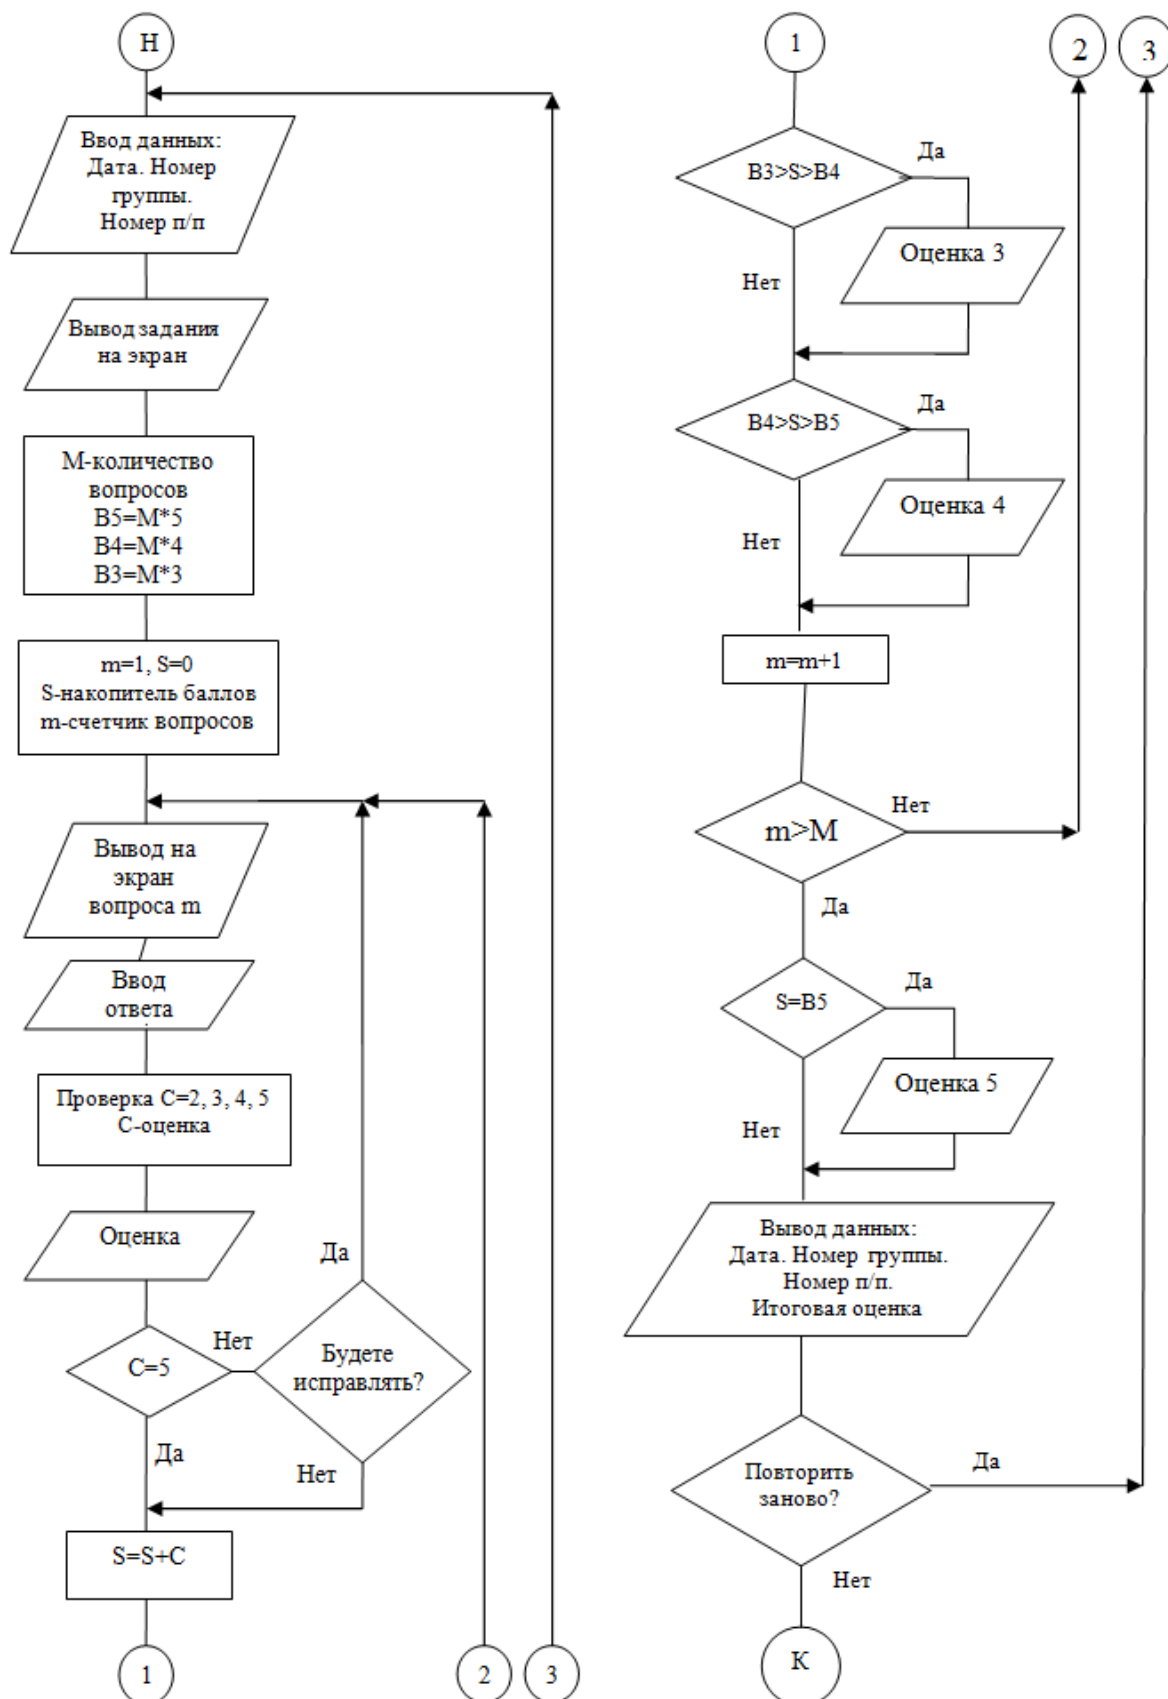 Н
Ввод данных:
Дата. Номер
группы.
Номер п/п
Вывод задания
на экран
М-количество
вопросов
В5=М*5
В4=М*4
В3=М*3
m=1, S=0
S-накопитель баллов
m-счетчик вопросов
Вывод на
экран
вопроса m
Ввод
ответа
Проверка С=2, 3, 4, 5
С-оценка
Оценка
С=5
Нет
Да
Будете
исправлять?
Да
Нет
S=S+C
1
2
3
1
2
3
В3>S>В4
Да
Оценка 3
Нет
В4>S>В5
Да
Оценка 4
Нет
m=m+1
m>M
Нет
Да
S=В5
Да
Оценка 5
Нет
Вывод данных:
Дата. Номер группы.
Номер п/п.
Итоговая оценка
Повторить
заново?
Да
Нет
К